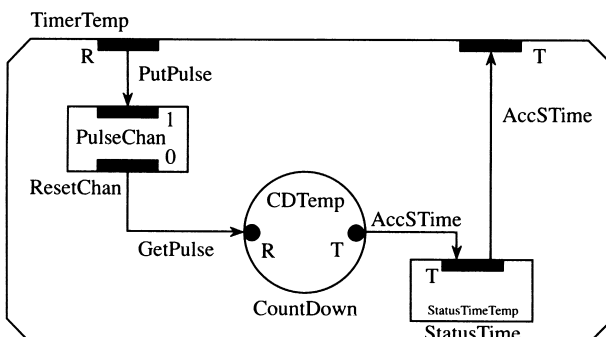 TimerTemp
R
T
PutPulse
AccSTime
1
PulseChan
0
ResetChan
CDTemp
AccSTime
GetPulse
R
T
T
CountDown
StatusTimeTemp
StatusTime